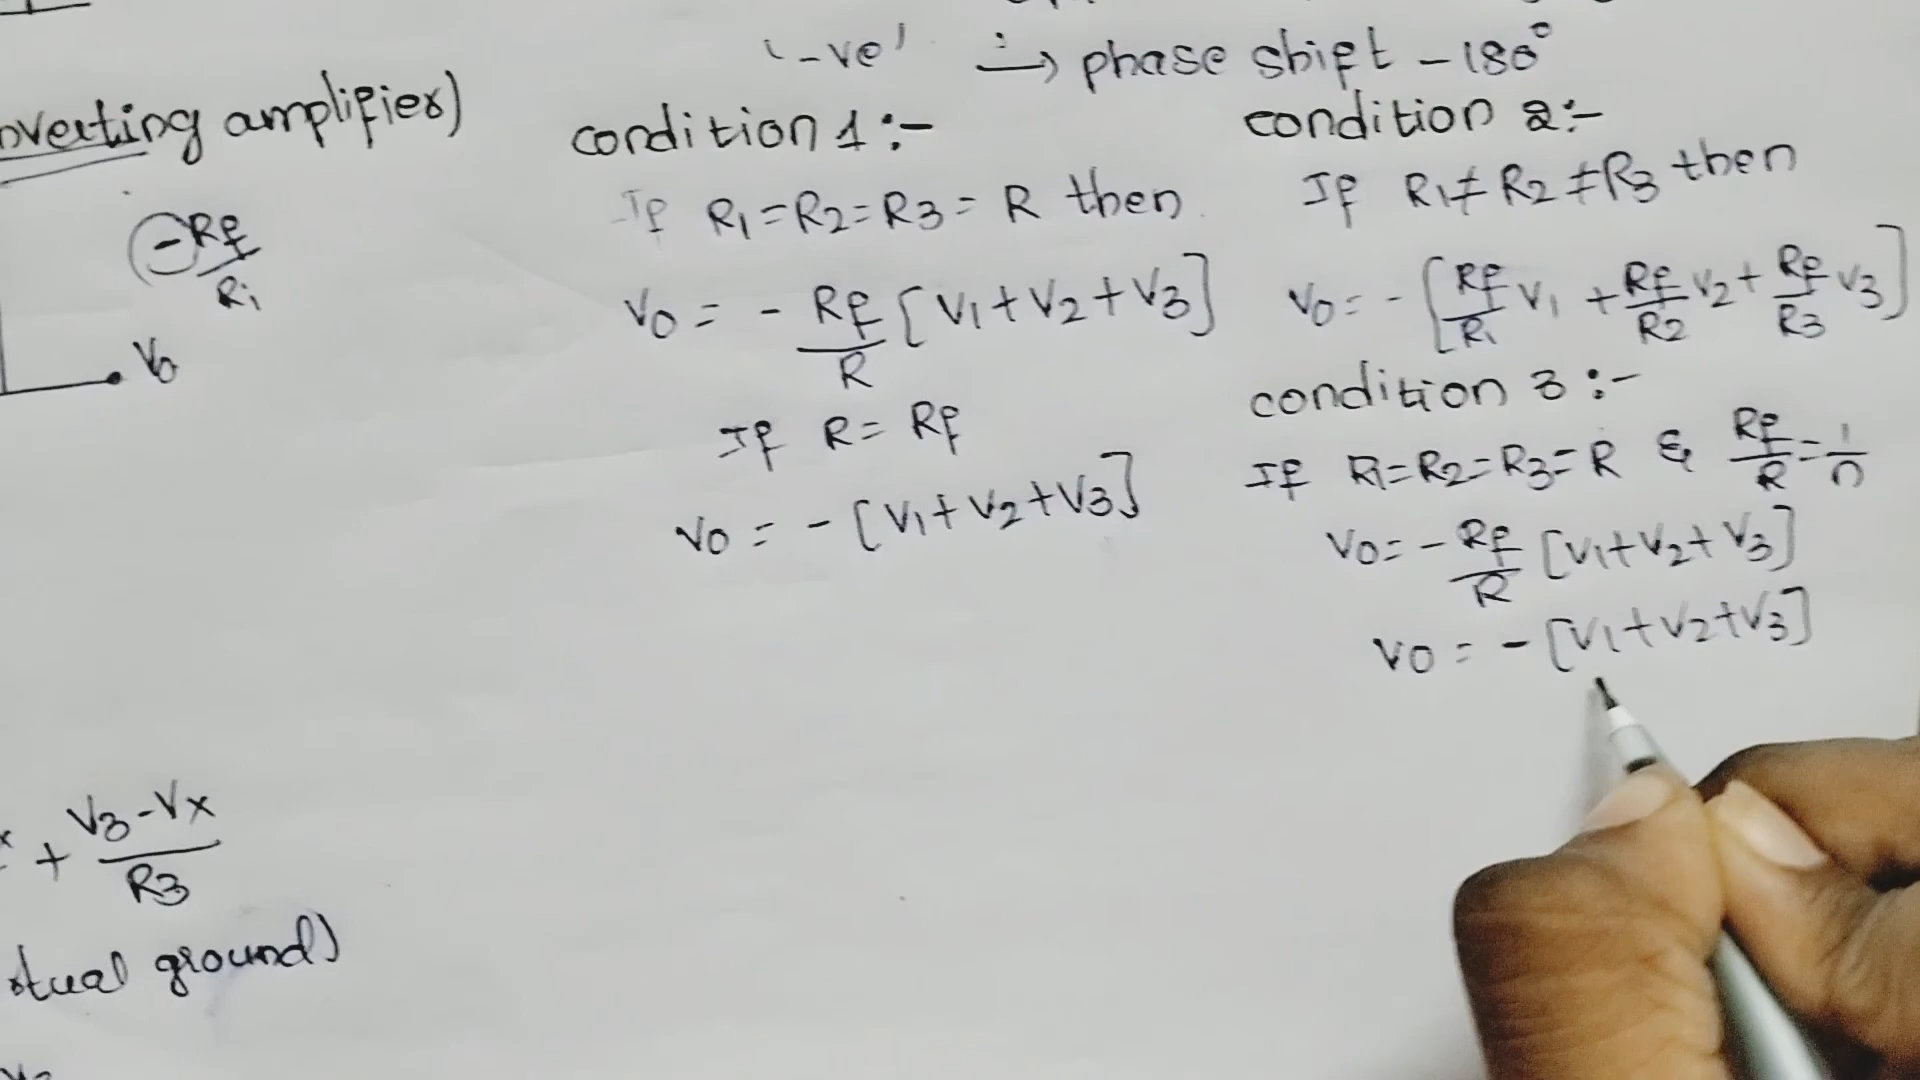 '-ve' ∴→ phase shift -180°
nverting amplifier)
-Rf/Ri
Vo
+ V3-Vx/R3
tual ground)
condition 1:-
If R1=R2=R3=R then
Vo = - Rf/R [V1+V2+V3]
If R=Rf
Vo = - [V1+V2+V3]
condition 2:-
If R1≠R2≠R3 then
Vo=-[Rf/R1 V1 + Rf/R2 V2 + Rf/R3 V3]
condition 3:-
If R1=R2=R3=R & Rf/R=1/n
Vo=-Rf/R [V1+V2+V3]
Vo = - [V1+V2+V3]